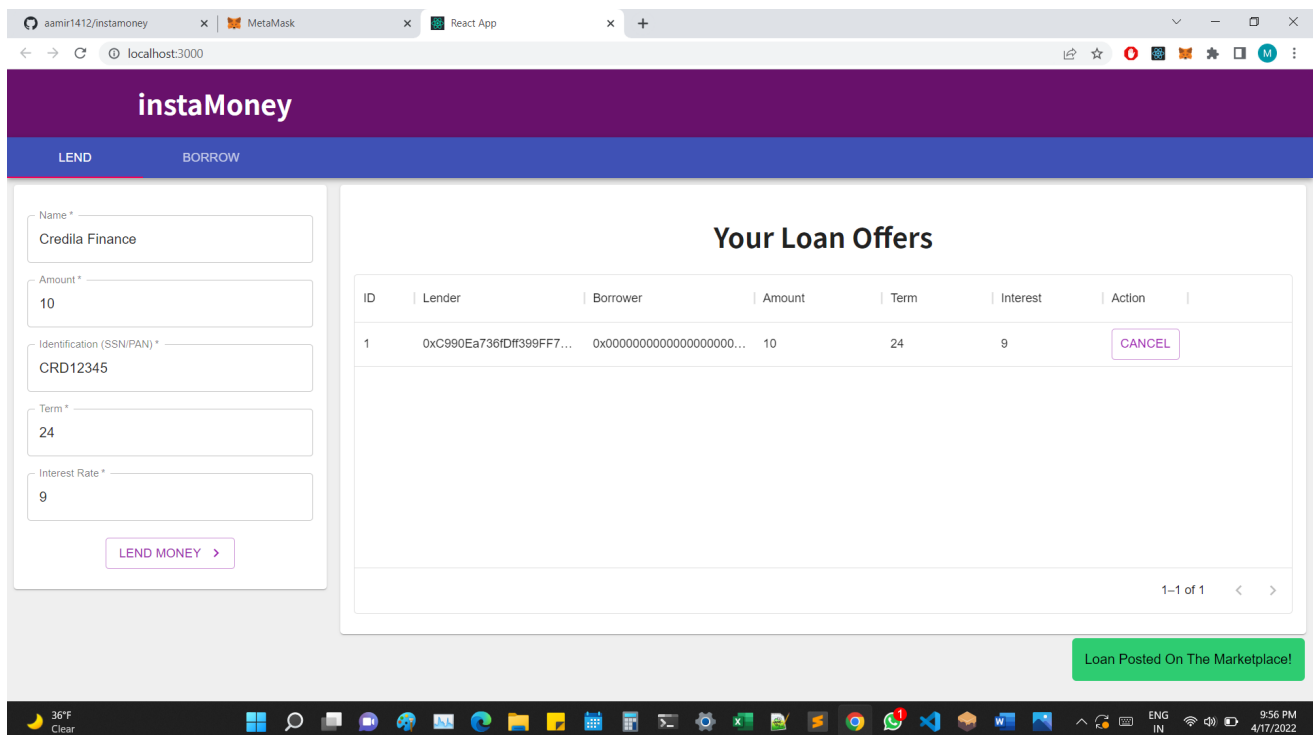 aamir1412/instamoney
MetaMask
React App
localhost:3000
M
instaMoney
LEND BORROW
Name *
Credila Finance
Amount *
10
Identification (SSN/PAN) *
CRD12345
Term *
24
Interest Rate *
9
LEND MONEY
Your Loan Offers
ID Lender Borrower Amount Term Interest Action
1 0xC990Ea736fDff399FF7... 0x0000000000000000000... 10 24 9 CANCEL
1–1 of 1
Loan Posted On The Marketplace!
36°F
Clear
1
ENG
IN
9:56 PM
4/17/2022